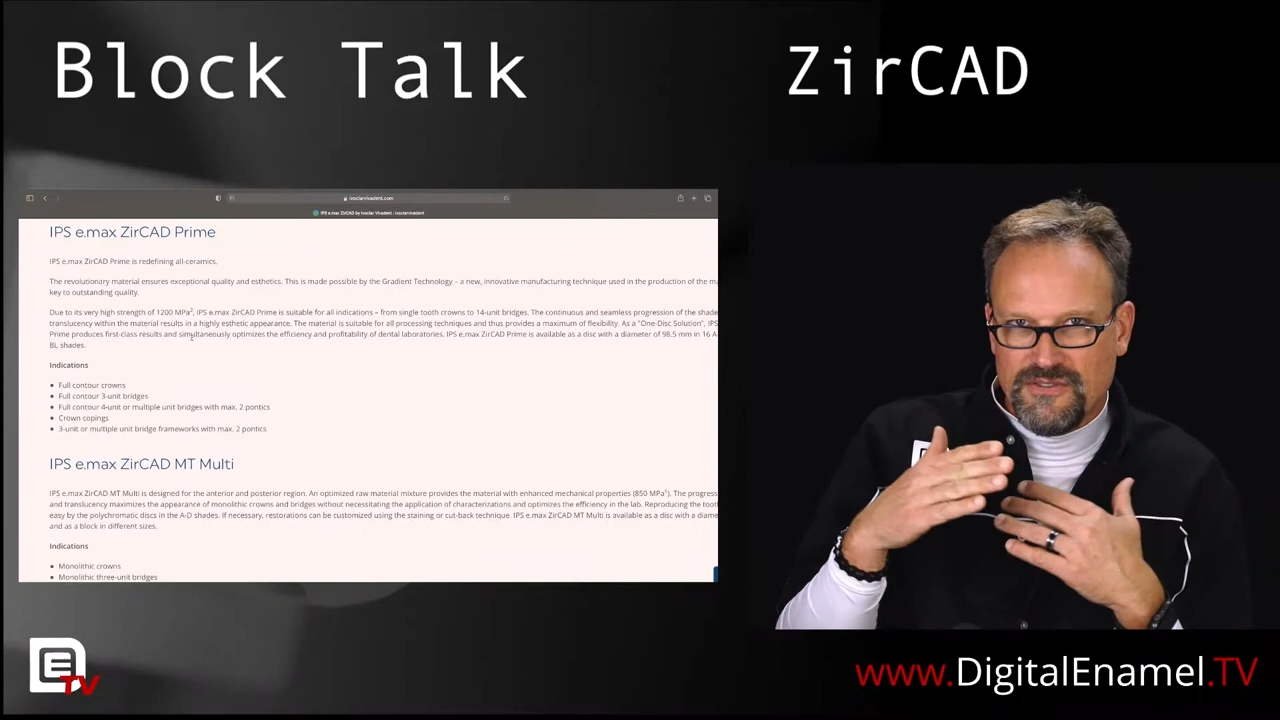 Block Talk
ZirCAD
ivoclarvivadent.com
IPS e.max ZirCAD by Ivoclar Vivadent - Ivoclarvivadent
IPS e.max ZirCAD Prime
IPS e.max ZirCAD Prime is redefining all-ceramics.
The revolutionary material ensures exceptional quality and esthetics. This is made possible by the Gradient Technology – a new, innovative manufacturing technique used in the production of the
key to outstanding quality.
Due to its very high strength of 1200 MPa², IPS e.max ZirCAD Prime is suitable for all indications – from single tooth crowns to 14-unit bridges. The continuous and seamless progression of the shade
translucency within the material results in a highly esthetic appearance. The material is suitable for all processing techniques and thus provides a maximum of flexibility. As a "One-Disc Solution", IPS
Prime produces first-class results and simultaneously optimizes the efficiency and profitability of dental laboratories. IPS e.max ZirCAD Prime is available as a disc with a diameter of 98.5 mm in 16 A-
BL shades.
Indications
Full contour crowns
Full contour 3-unit bridges
Full contour 4-unit or multiple unit bridges with max. 2 pontics
Crown copings
3-unit or multiple unit bridge frameworks with max. 2 pontics
IPS e.max ZirCAD MT Multi
IPS e.max ZirCAD MT Multi is designed for the anterior and posterior region. An optimized raw material mixture provides the material with enhanced mechanical properties (850 MPa¹). The progress
and translucency maximizes the appearance of monolithic crowns and bridges without necessitating the application of characterizations and optimizes the efficiency in the lab. Reproducing the toot
easy by the polychromatic discs in the A-D shades. If necessary, restorations can be customized using the staining or cut-back technique. IPS e.max ZirCAD MT Multi is available as a disc with a diame
and as a block in different sizes.
Indications
Monolithic crowns
Monolithic three-unit bridges
DE TV
www.DigitalEnamel.TV